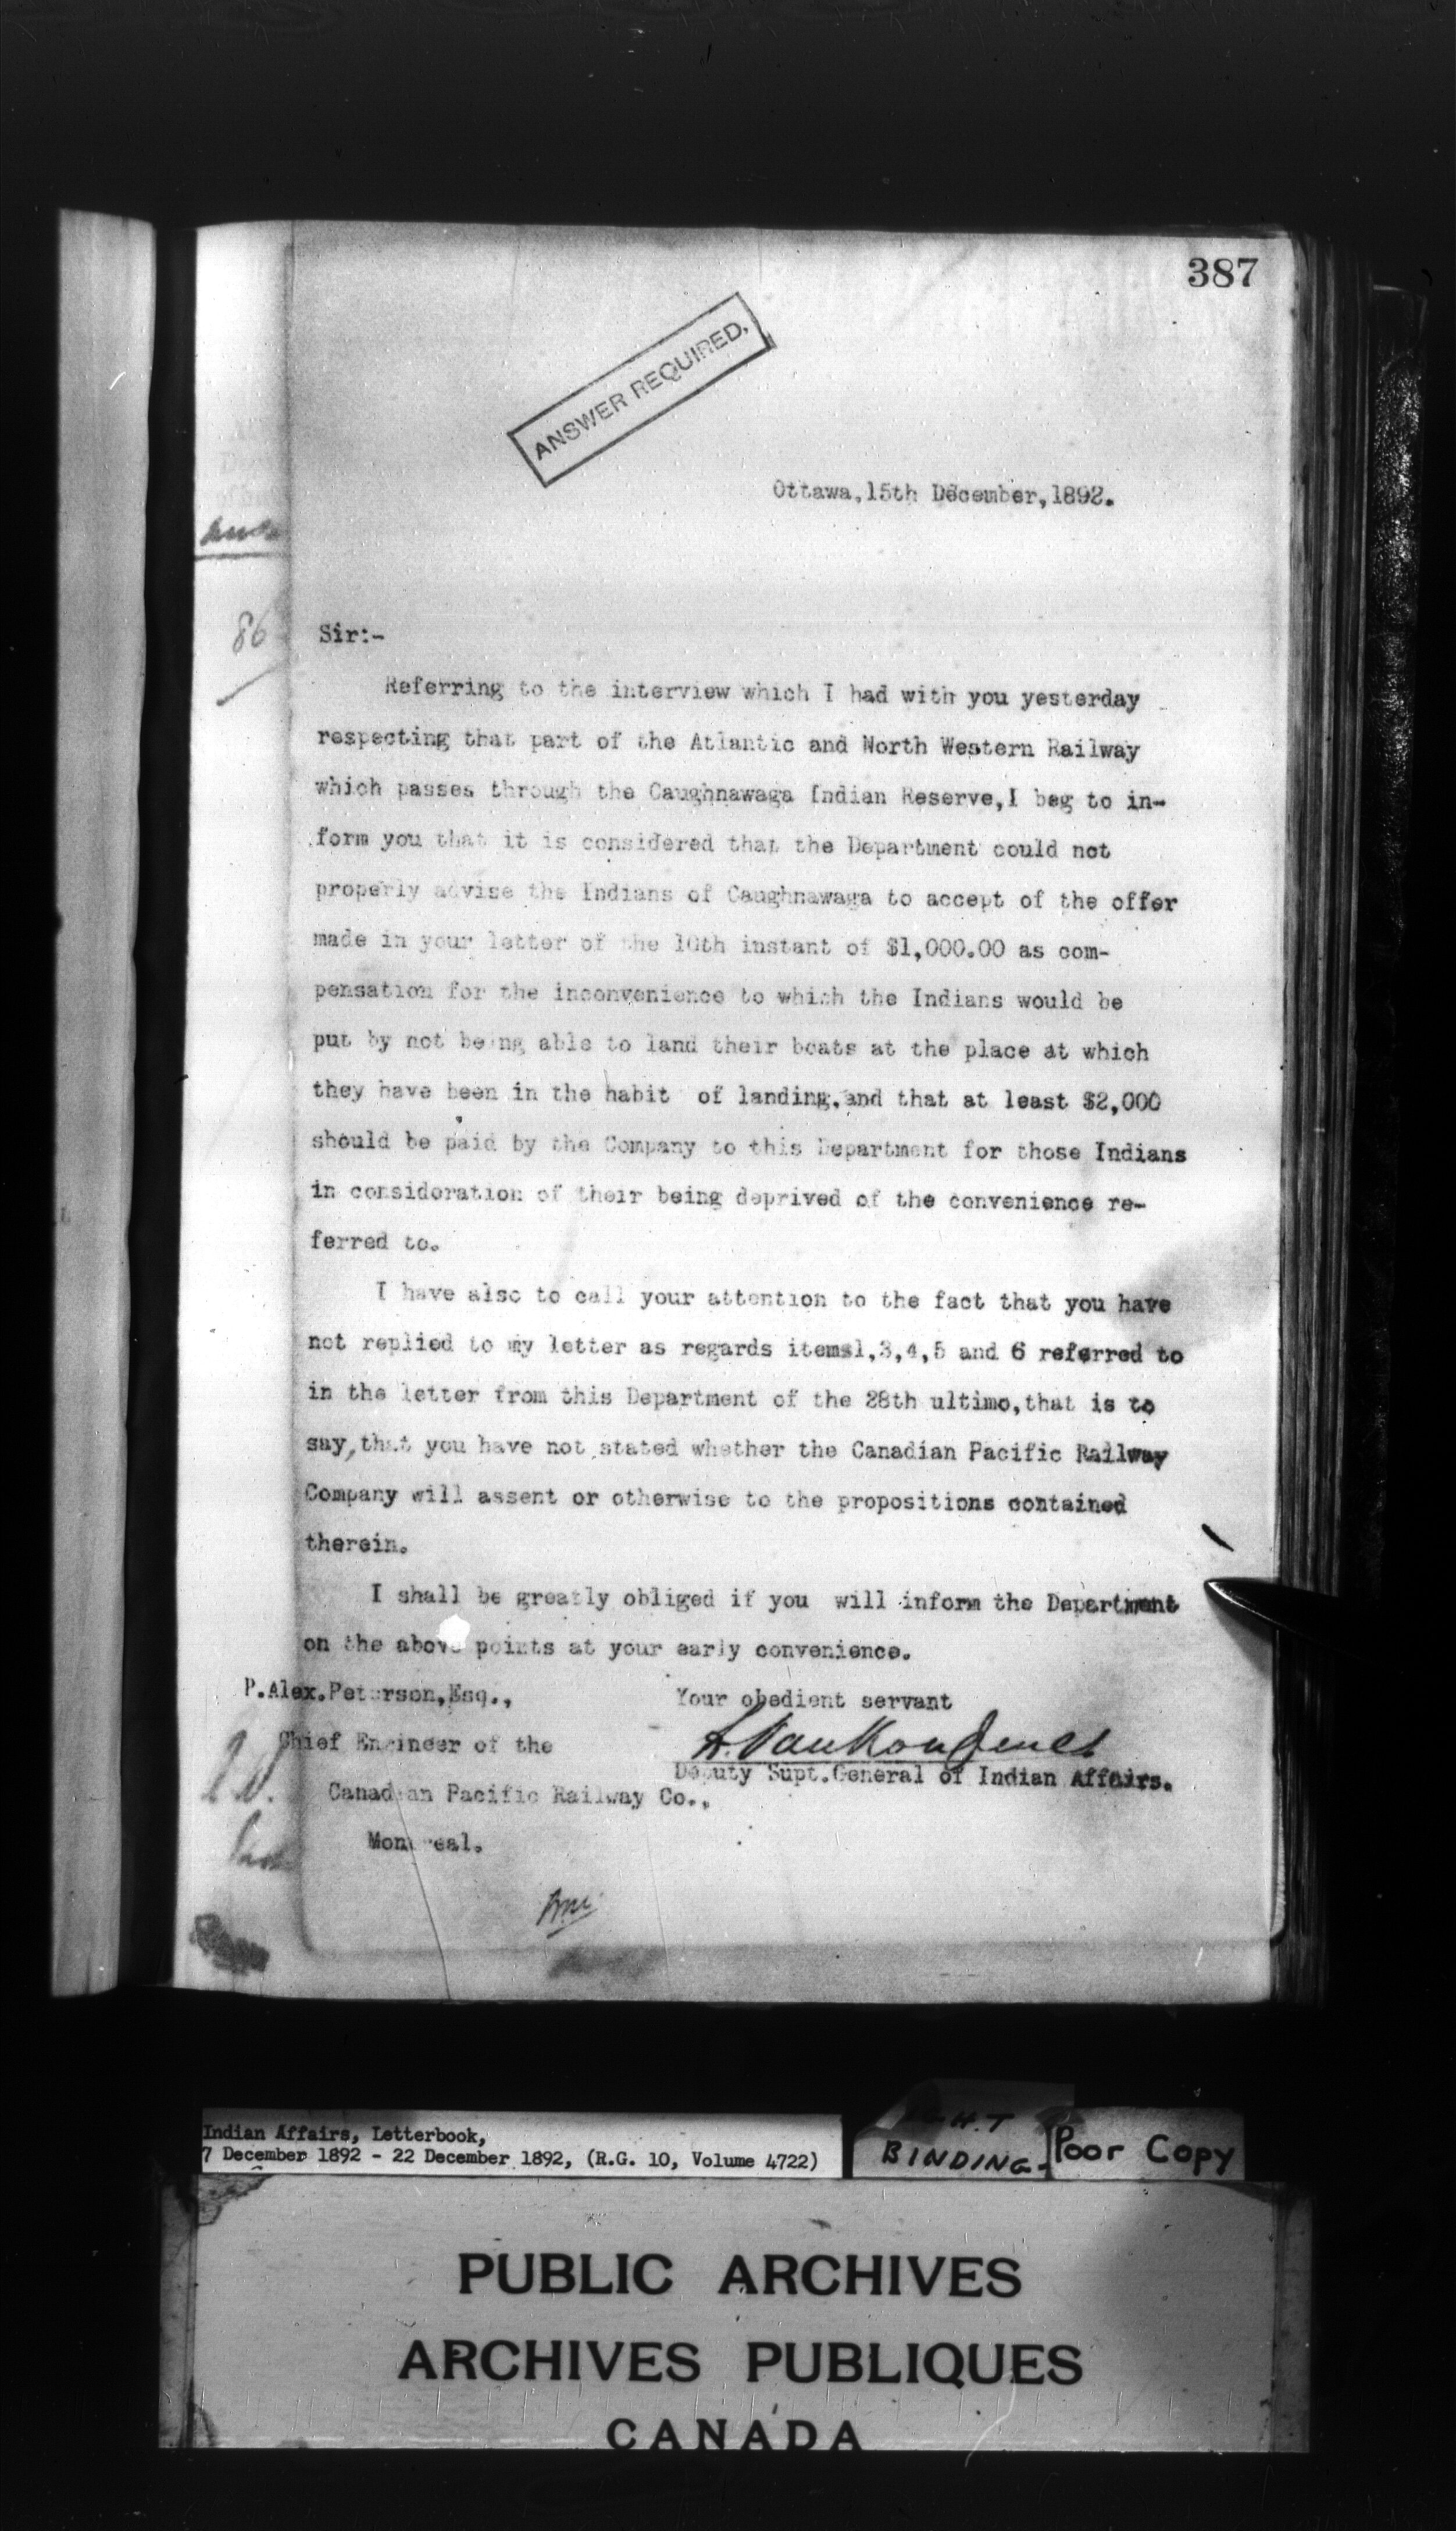 387
ANSWER REQUIRED.
Ottawa,15th December,1892.
86
Sir:-
Referring to the interview which I had with you yesterday
respecting that part of the Atlantic and North Western Railway
which passes through the Caughnawaga Indian Reserve,I beg to in-
form you that it is considered that the Department could not
properly advise the Indians of Caughnawaga to accept of the offer
made in your letter of the 10th instant of $1,000.00 as com-
pensation for the inconvenience to which the Indians would be
put by not being able to land their boats at the place at which
they have been in the habit of landing,and that at least $2,000
should be paid by the Company to this Department for those Indians
in consideration of their being deprived of the convenience re-
ferred to.
I have also to call your attention to the fact that you have
not replied to my letter as regards items1,3,4,5 and 6 referred to
in the letter from this Department of the 28th ultimo,that is to
say,that you have not stated whether the Canadian Pacific Railway
Company will assent or otherwise to the propositions contained
therein.
I shall be greatly obliged if you will inform the Department
on the above points at your early convenience.
P.Alex.Peterson,Esq.,
Your obedient servant
Chief Engineer of the
L. VanKoughnet
Deputy Supt.General of Indian Affairs.
Canadian Pacific Railway Co.,
Montreal.
Indian Affairs, Letterbook,
7 December 1892 - 22 December 1892, (R.G. 10, Volume 4722)
BINDING-
Poor Copy
PUBLIC ARCHIVES
ARCHIVES PUBLIQUES
CANADA